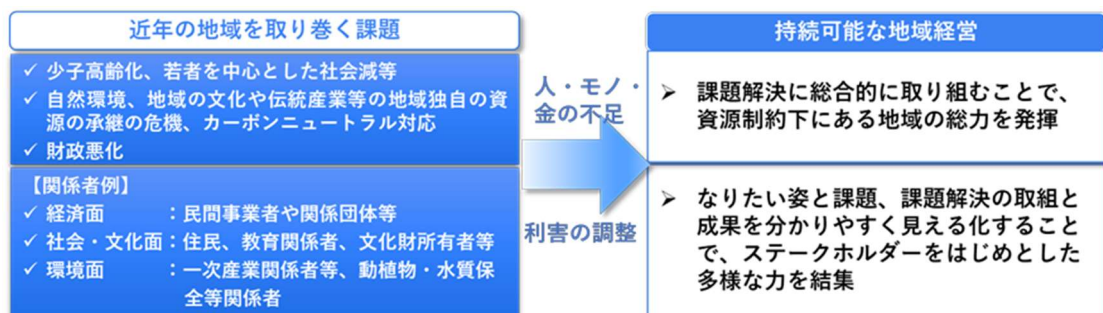 近年の地域を取り巻く課題
✓ 少子高齢化、若者を中心とした社会減等
✓ 自然環境、地域の文化や伝統産業等の地域独自の資
源の承継の危機、カーボンニュートラル対応
✓ 財政悪化
【関係者例】
✓ 経済面　　　：民間事業者や関係団体等
✓ 社会・文化面：住民、教育関係者、文化財所有者等
✓ 環境面　　　：一次産業関係者等、動植物・水質保
全等関係者
人・モノ・
金の不足
利害の調整
持続可能な地域経営
➢ 課題解決に総合的に取り組むことで、
資源制約下にある地域の総力を発揮
➢ なりたい姿と課題、課題解決の取組と
成果を分かりやすく見える化すること
で、ステークホルダーをはじめとした
多様な力を結集